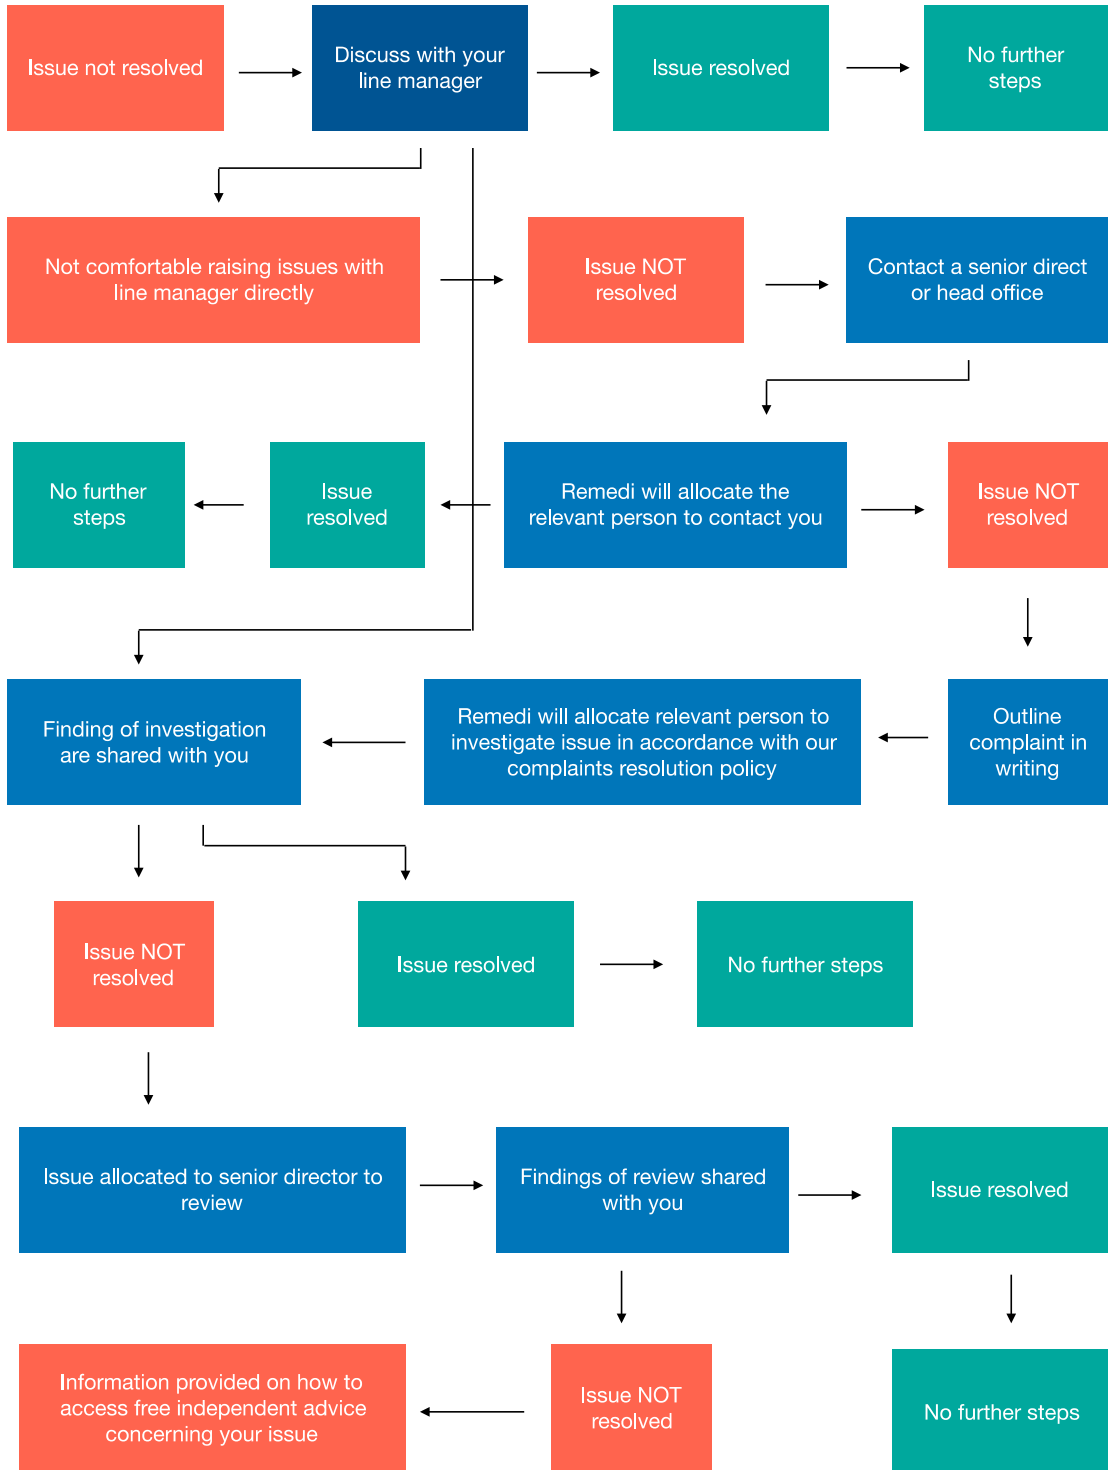 Issue not resolved
Discuss with your
line manager
Issue resolved
No further
steps
Not comfortable raising issues with
line manager directly
Issue NOT
resolved
Contact a senior direct
or head office
No further
steps
Issue
resolved
Remedi will allocate the
relevant person to contact you
Issue NOT
resolved
Finding of investigation
are shared with you
Remedi will allocate relevant person to
investigate issue in accordance with our
complaints resolution policy
Outline
complaint in
writing
Issue NOT
resolved
Issue resolved
No further steps
Issue allocated to senior director to
review
Findings of review shared
with you
Issue resolved
Information provided on how to
access free independent advice
concerning your issue
Issue NOT
resolved
No further steps